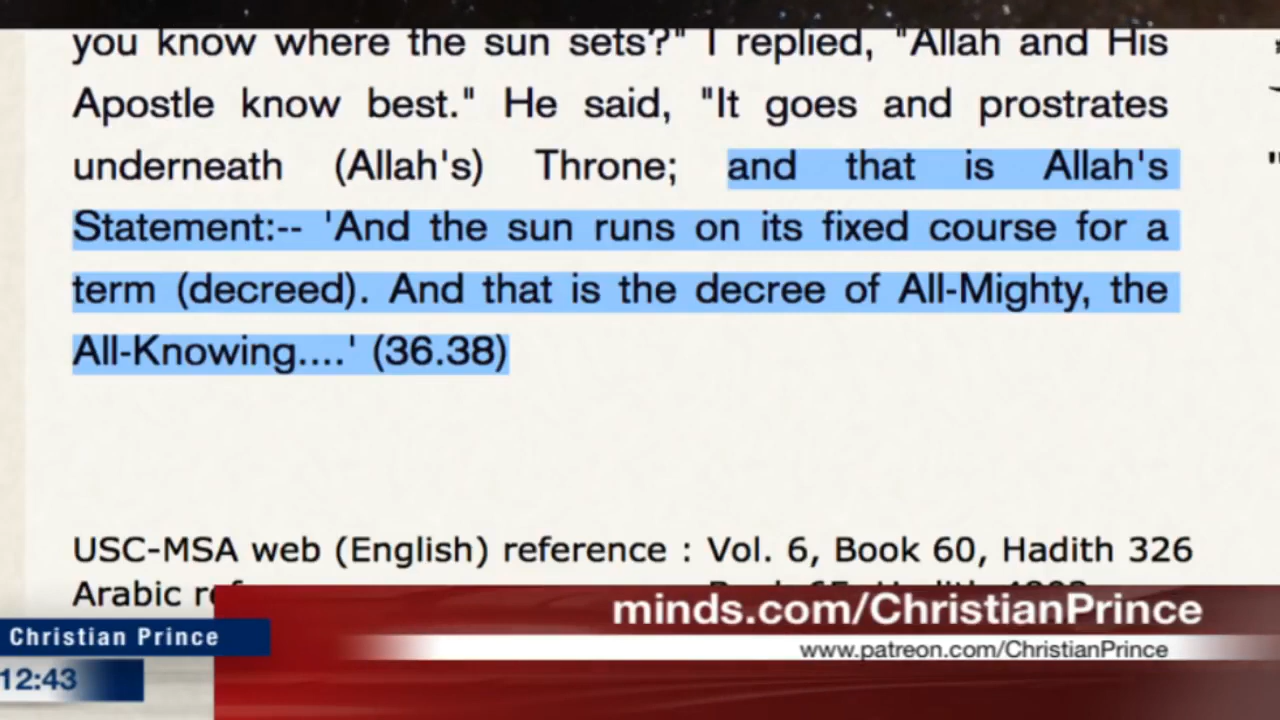 you know where the sun sets?" I replied, "Allah and His
Apostle know best." He said, "It goes and prostrates
underneath (Allah's) Throne; and that is Allah's
Statement:-- 'And the sun runs on its fixed course for a
term (decreed). And that is the decree of All-Mighty, the
All-Knowing....' (36.38)
USC-MSA web (English) reference : Vol. 6, Book 60, Hadith 326
Arabic
minds.com/ChristianPrince
Christian Prince
www.patreon.com/ChristianPrince
12:43